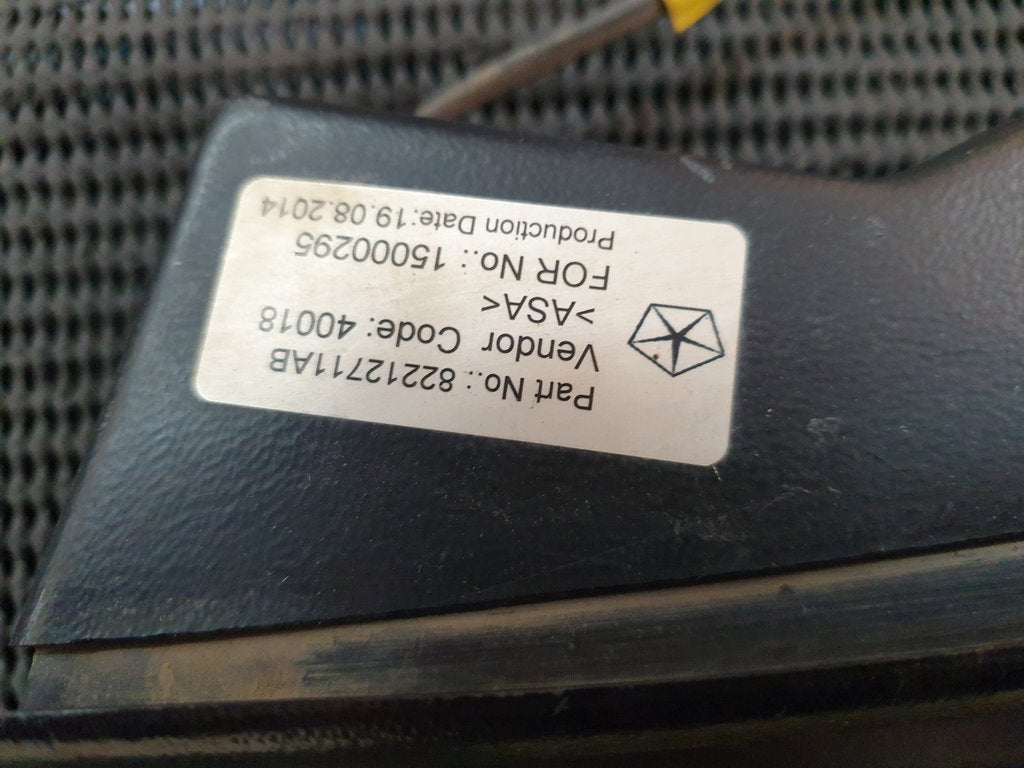 Part No.: 82212711AB
Vendor Code: 40018
>ASA<
FOR No.: 15000295
Production Date:19.08.2014